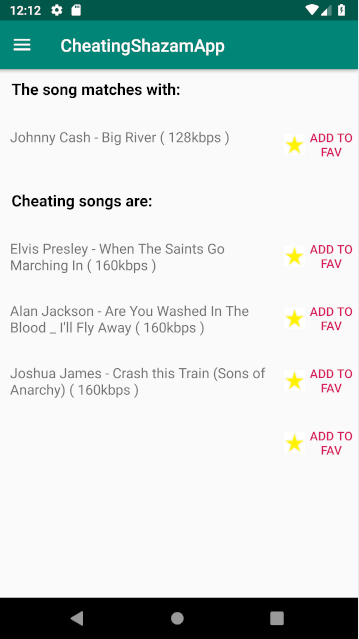 12:12
CheatingShazamApp
The song matches with:
Johnny Cash - Big River ( 128kbps )
ADD TO
FAV
Cheating songs are:
Elvis Presley - When The Saints Go
Marching In ( 160kbps )
ADD TO
FAV
Alan Jackson - Are You Washed In The
Blood _ I'll Fly Away ( 160kbps )
ADD TO
FAV
Joshua James - Crash this Train (Sons of
Anarchy) ( 160kbps )
ADD TO
FAV
ADD TO
FAV